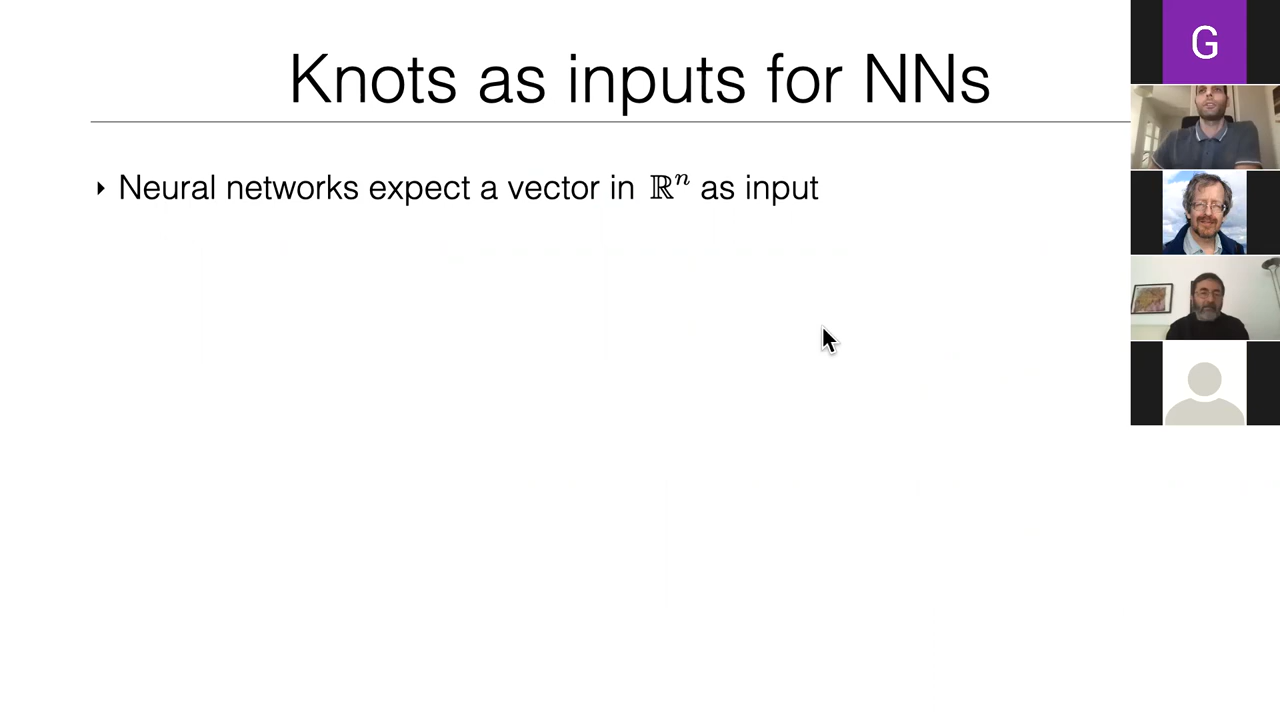 Knots as inputs for NNs
‣ Neural networks expect a vector in ℝⁿ as input
G